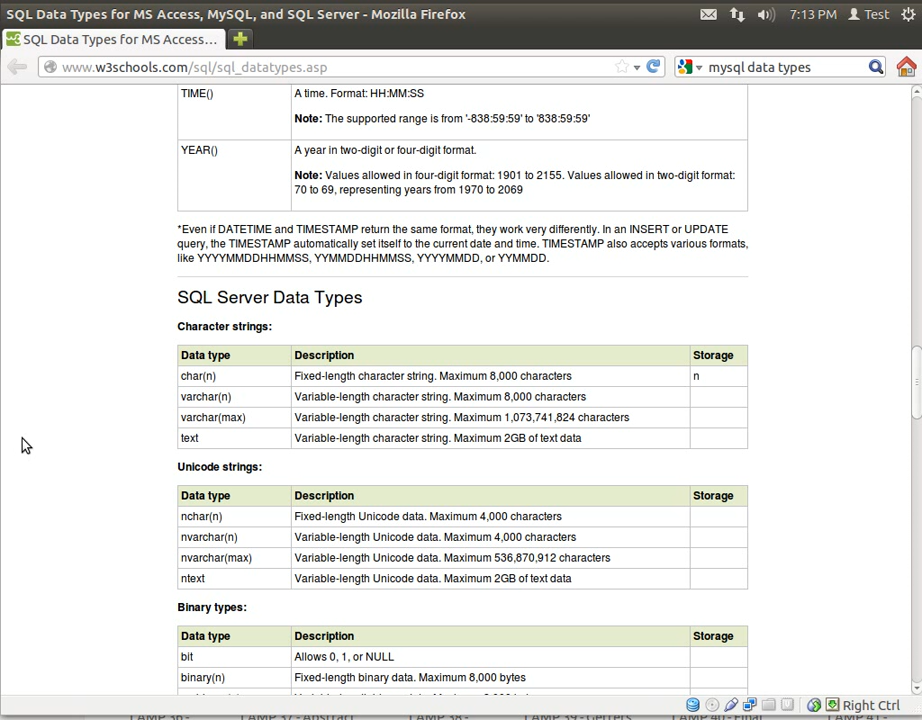 SQL Data Types for MS Access, MySQL, and SQL Server - Mozilla Firefox
7:13 PM Test
SQL Data Types for MS Access...
www.w3schools.com/sql/sql_datatypes.asp
mysql data types
TIME() A time. Format: HH:MM:SS
Note: The supported range is from '-838:59:59' to '838:59:59'
YEAR() A year in two-digit or four-digit format.
Note: Values allowed in four-digit format: 1901 to 2155. Values allowed in two-digit format:
70 to 69, representing years from 1970 to 2069
*Even if DATETIME and TIMESTAMP return the same format, they work very differently. In an INSERT or UPDATE
query, the TIMESTAMP automatically set itself to the current date and time. TIMESTAMP also accepts various formats,
like YYYYMMDDHHMMSS, YYMMDDHHMMSS, YYYYMMDD, or YYMMDD.
SQL Server Data Types
Character strings:
Data type Description Storage
char(n) Fixed-length character string. Maximum 8,000 characters n
varchar(n) Variable-length character string. Maximum 8,000 characters
varchar(max) Variable-length character string. Maximum 1,073,741,824 characters
text Variable-length character string. Maximum 2GB of text data
Unicode strings:
Data type Description Storage
nchar(n) Fixed-length Unicode data. Maximum 4,000 characters
nvarchar(n) Variable-length Unicode data. Maximum 4,000 characters
nvarchar(max) Variable-length Unicode data. Maximum 536,870,912 characters
ntext Variable-length Unicode data. Maximum 2GB of text data
Binary types:
Data type Description Storage
bit Allows 0, 1, or NULL
binary(n) Fixed-length binary data. Maximum 8,000 bytes
Right Ctrl